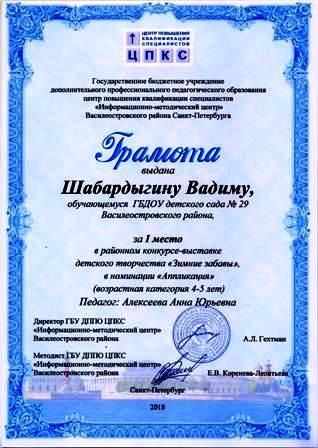 ЦЕНТР ПОВЫШЕНИЯ
КВАЛИФИКАЦИИ
СПЕЦИАЛИСТОВ
ЦПКС
Государственное бюджетное учреждение
дополнительного профессионального педагогического образования
центр повышения квалификации специалистов
«Информационно-методический центр»
Василеостровского района Санкт-Петербурга
Грамота
выдана
Шабардыгину Вадиму,
обучающемуся ГБДОУ детского сада № 29
Василеостровского района,
за I место
в районном конкурсе-выставке
детского творчества «Зимние забавы»,
в номинации «Аппликация»
(возрастная категория 4-5 лет)
Педагог: Алексеева Анна Юрьевна
Директор ГБУ ДППО ЦПКС
«Информационно-методический центр»
Василеостровского района
А.Л. Гехтман
Методист ГБУ ДППО ЦПКС
«Информационно-методический центр»
Василеостровского района
Е.В. Коренева-Леонтьева
Санкт-Петербург
2018